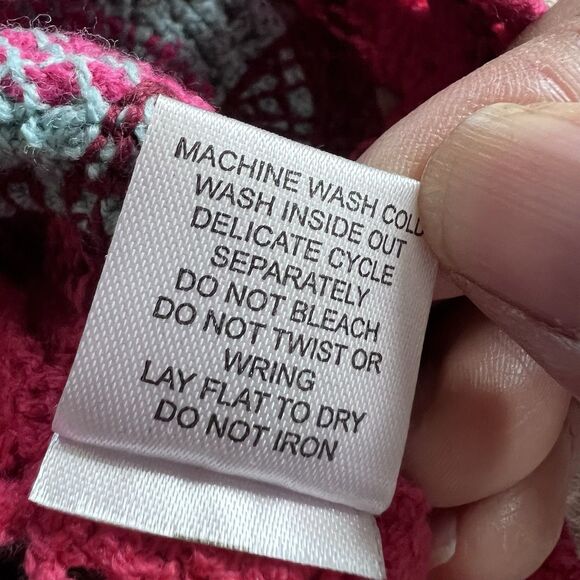 MACHINE WASH COLD
WASH INSIDE OUT
DELICATE CYCLE
SEPARATELY
DO NOT BLEACH
DO NOT TWIST OR
WRING
LAY FLAT TO DRY
DO NOT IRON